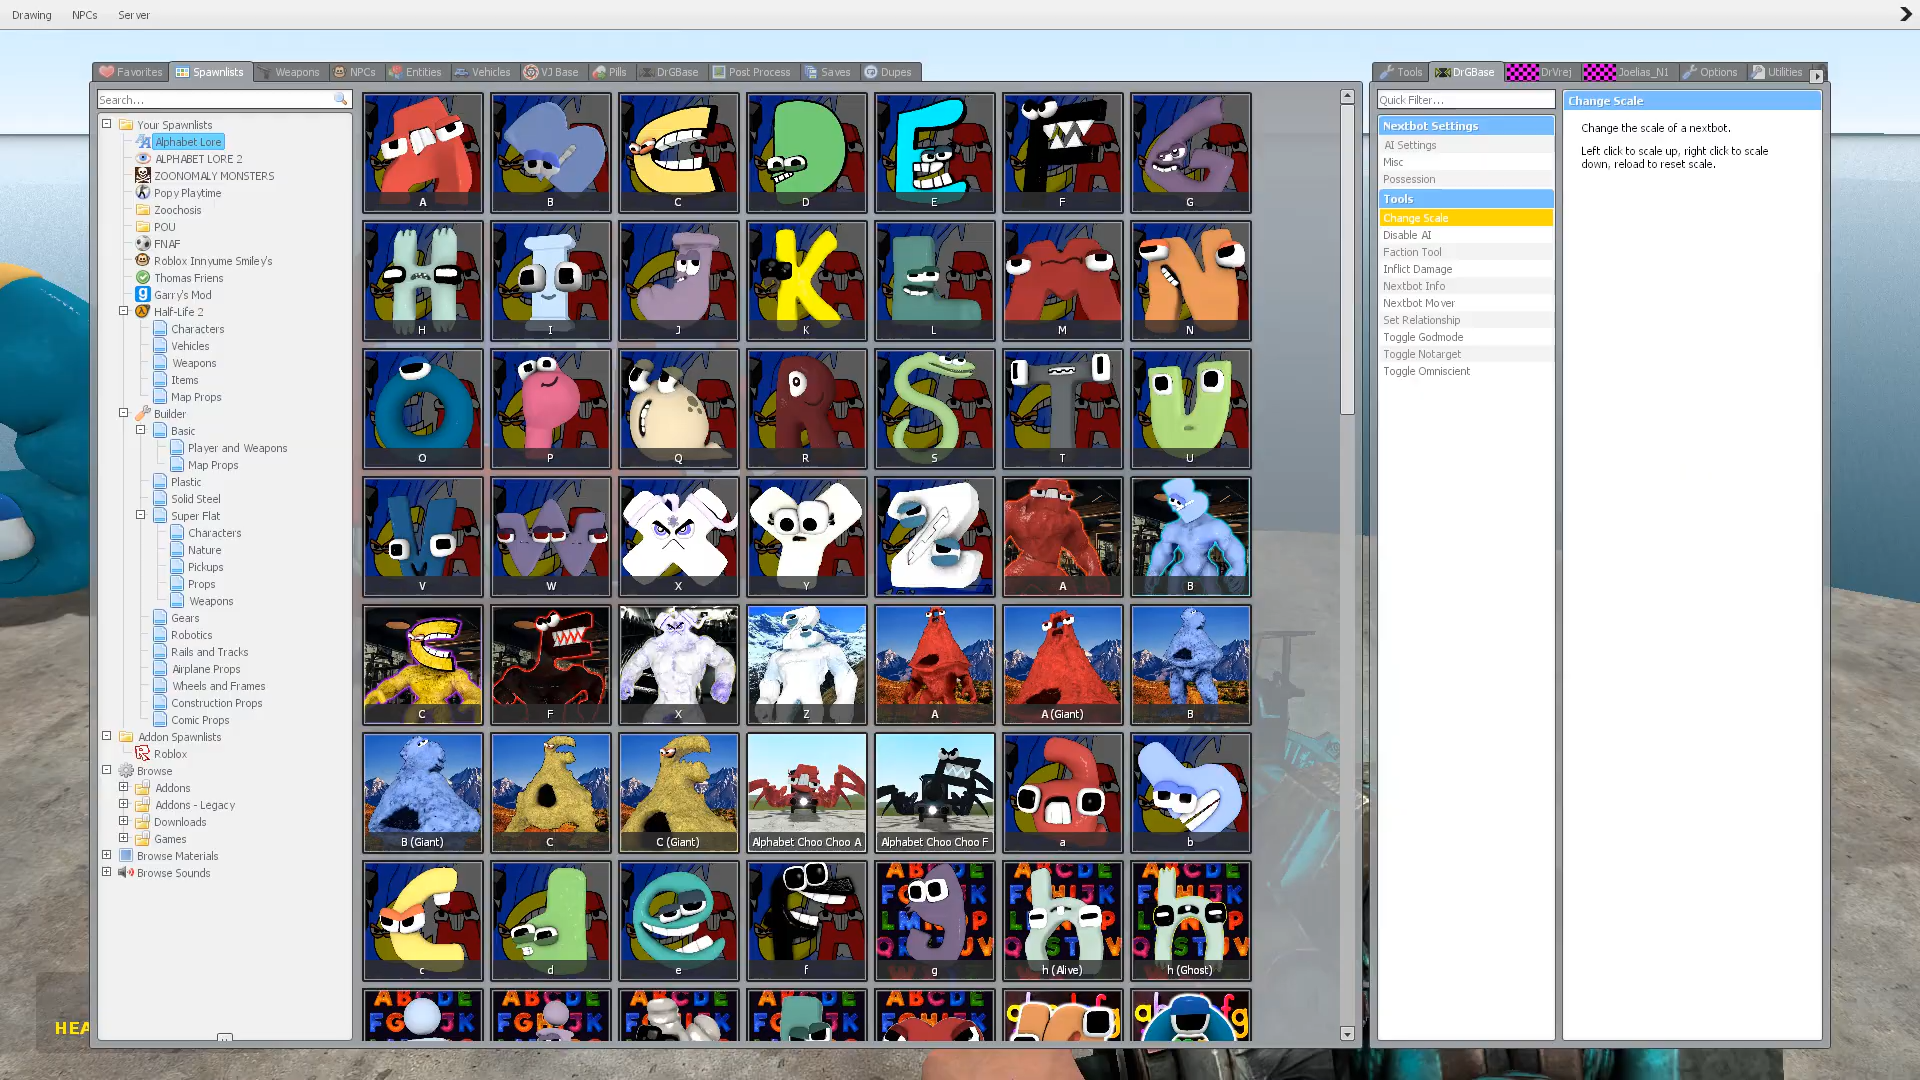 Drawing NPCs Server
Favorites Spawnlists Weapons NPCs Entities Vehicles VJ Base Pills DrGBase Post Process Saves Dupes
Tools DrGBase DrVrej Joelias_N1 Options Utilities
Search...
Your Spawnlists
Alphabet Lore
ALPHABET LORE 2
ZOONOMALY MONSTERS
Popy Playtime
Zoochosis
POU
FNAF
Roblox Innyume Smiley's
Thomas Friens
Garry's Mod
Half-Life 2
Characters
Vehicles
Weapons
Items
Map Props
Builder
Basic
Player and Weapons
Map Props
Plastic
Solid Steel
Super Flat
Characters
Nature
Pickups
Props
Weapons
Gears
Robotics
Rails and Tracks
Airplane Props
Wheels and Frames
Construction Props
Comic Props
Addon Spawnlists
Roblox
Browse
Addons
Addons - Legacy
Downloads
Games
Browse Materials
Browse Sounds
HEA
A B C D E F G
H I J K L M N
O P Q R S T U
V W X Y Z A B
C F X Z A A (Giant) B
B (Giant) C C (Giant) Alphabet Choo Choo A Alphabet Choo Choo F a b
c d e f g h (Alive) h (Ghost)
Quick Filter...
Nextbot Settings
AI Settings
Misc
Possession
Tools
Change Scale
Disable AI
Faction Tool
Inflict Damage
Nextbot Info
Nextbot Mover
Set Relationship
Toggle Godmode
Toggle Notarget
Toggle Omniscient
Change Scale
Change the scale of a nextbot.
Left click to scale up, right click to scale
down, reload to reset scale.